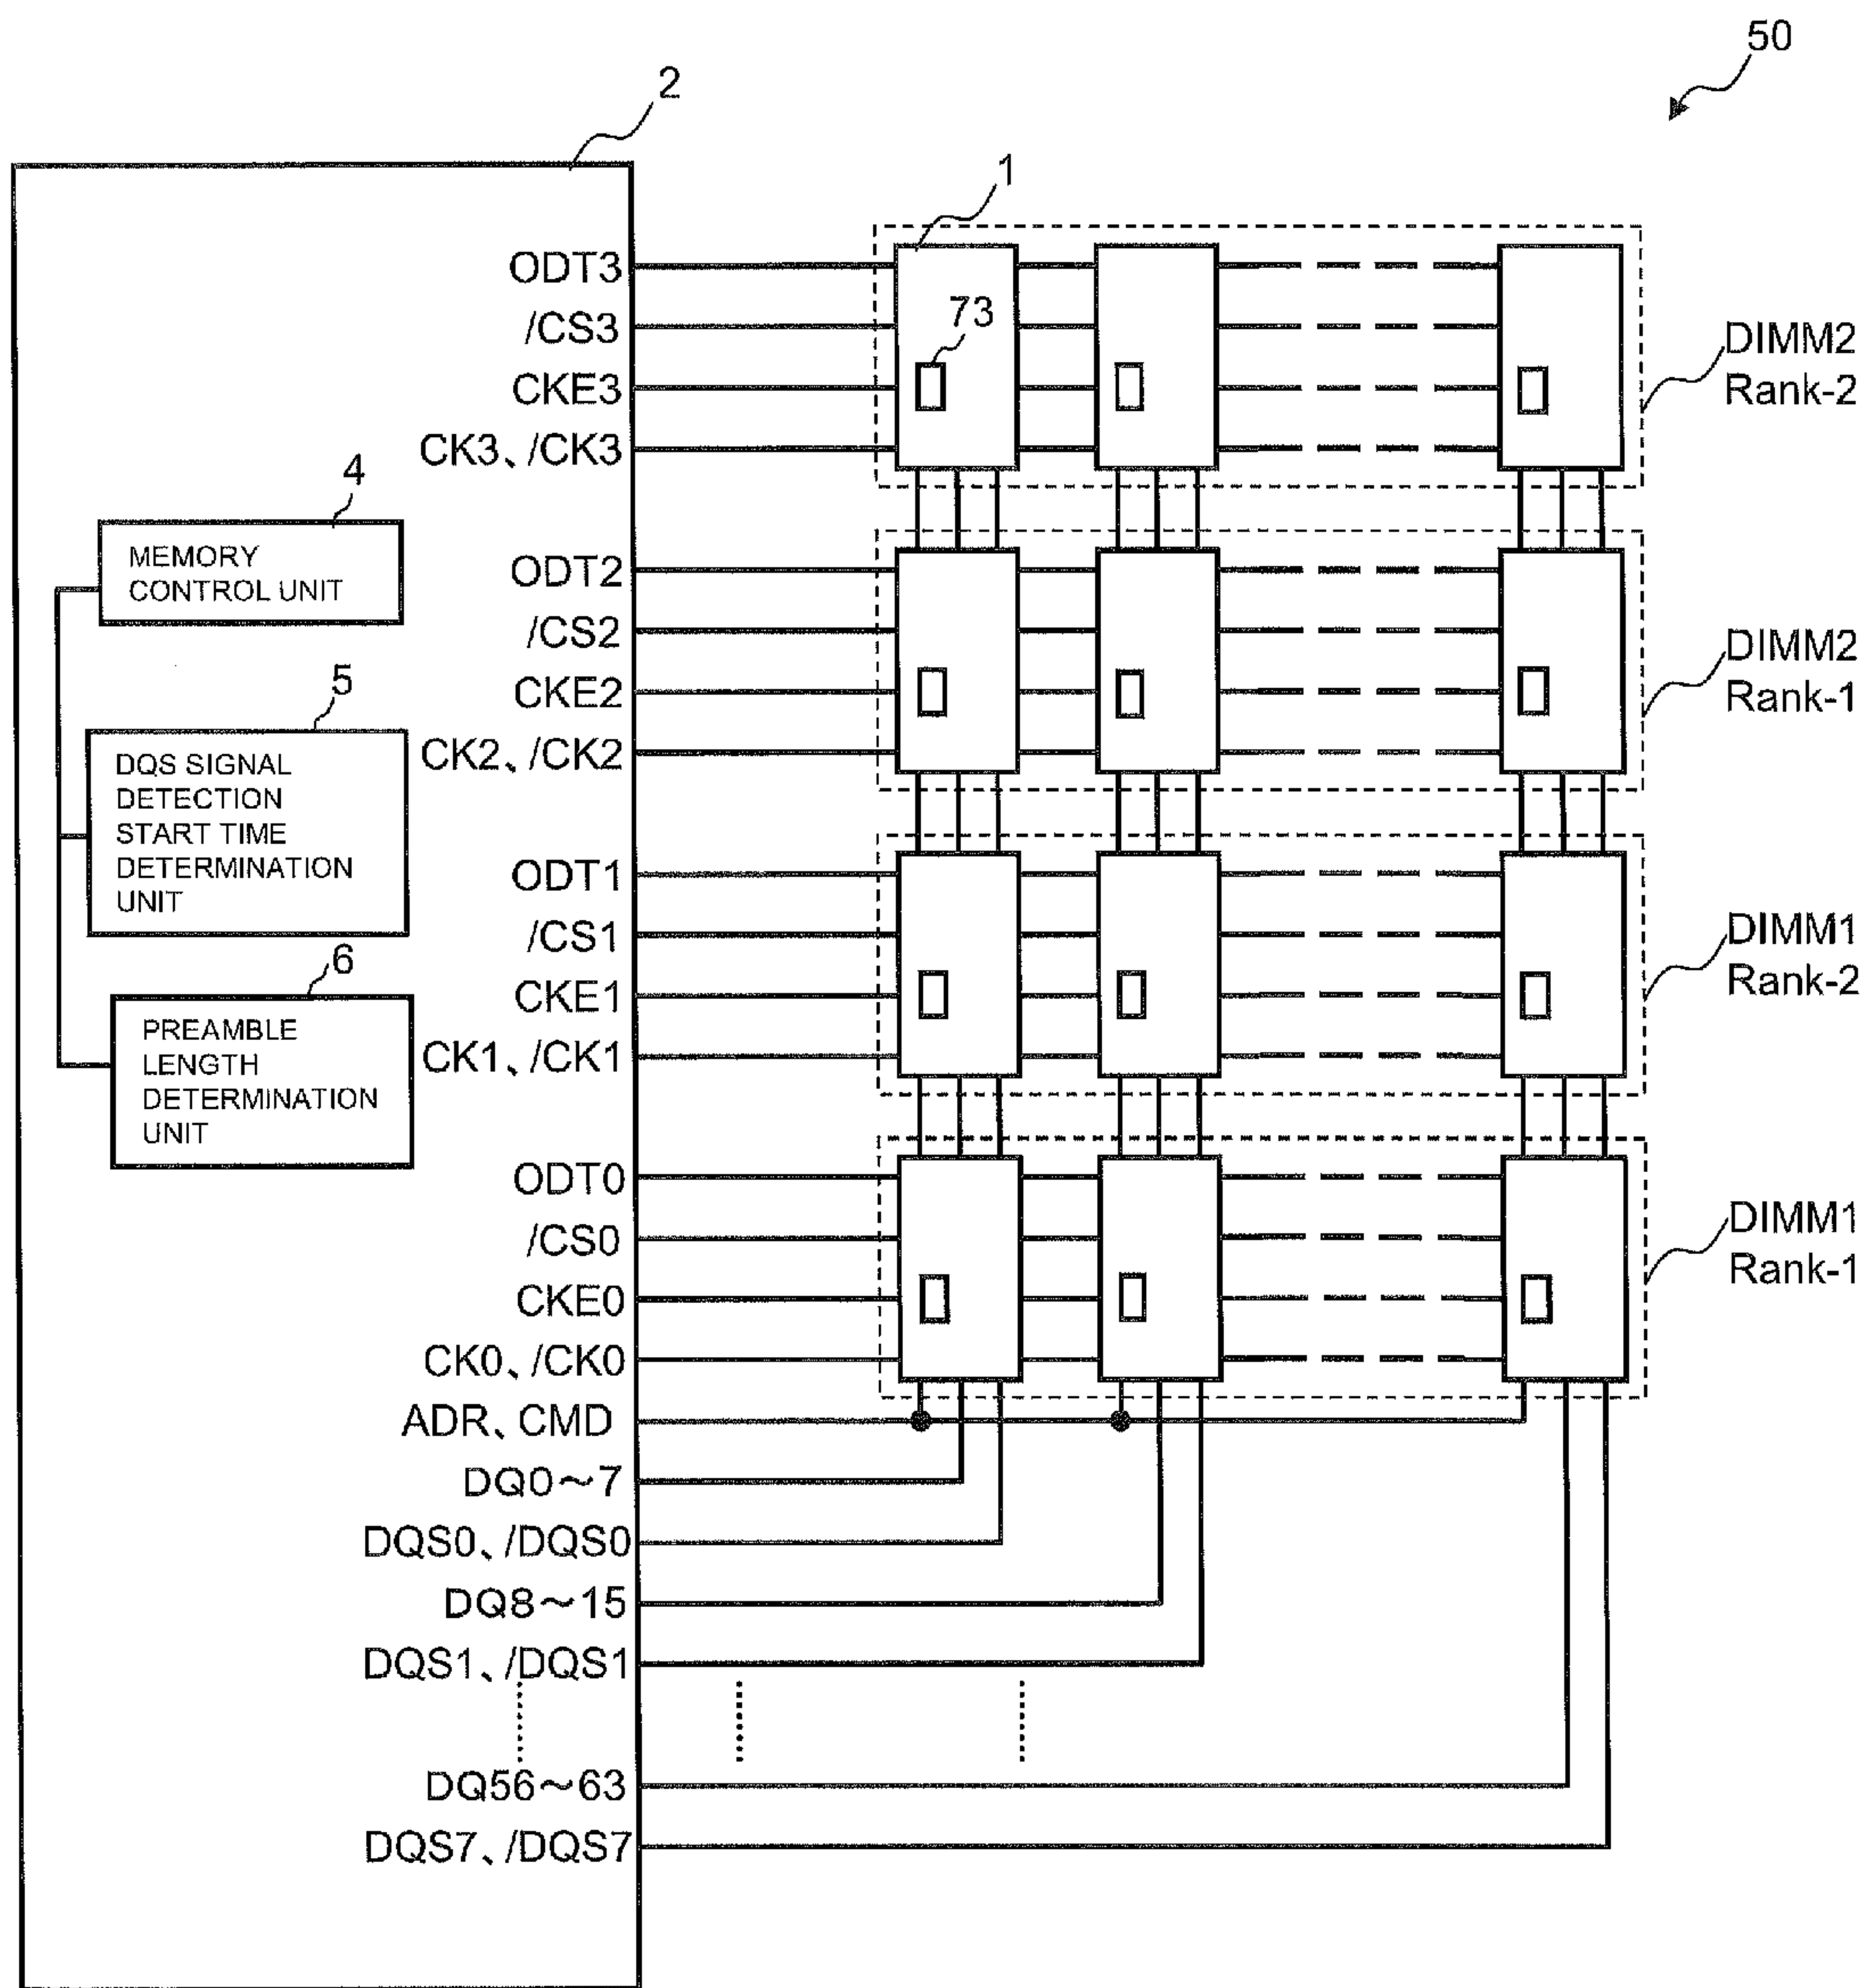 50
2
1
ODT3
/CS3
CKE3
CK3、/CK3
73
DIMM2
Rank-2
4
MEMORY
CONTROL UNIT
ODT2
/CS2
CKE2
CK2、/CK2
DIMM2
Rank-1
5
DQS SIGNAL
DETECTION
START TIME
DETERMINATION
UNIT
ODT1
/CS1
CKE1
CK1、/CK1
DIMM1
Rank-2
6
PREAMBLE
LENGTH
DETERMINATION
UNIT
ODT0
/CS0
CKE0
CK0、/CK0
DIMM1
Rank-1
ADR、CMD
DQ0～7
DQS0、/DQS0
DQ8～15
DQS1、/DQS1
DQ56～63
DQS7、/DQS7